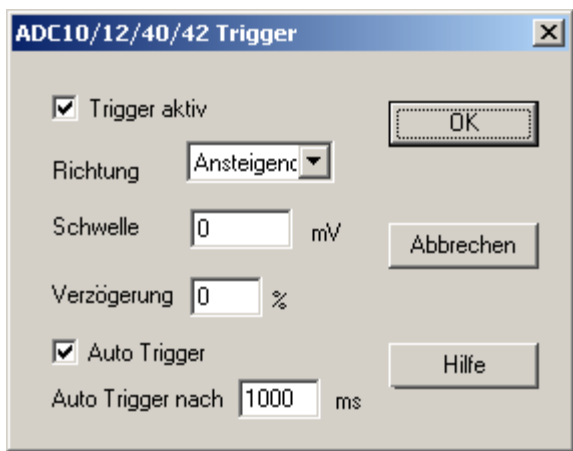 ADC10/12/40/42 Trigger
Trigger aktiv
OK
Richtung Ansteigend
Schwelle 0 mV
Abbrechen
Verzögerung 0 %
Auto Trigger
Hilfe
Auto Trigger nach 1000 ms